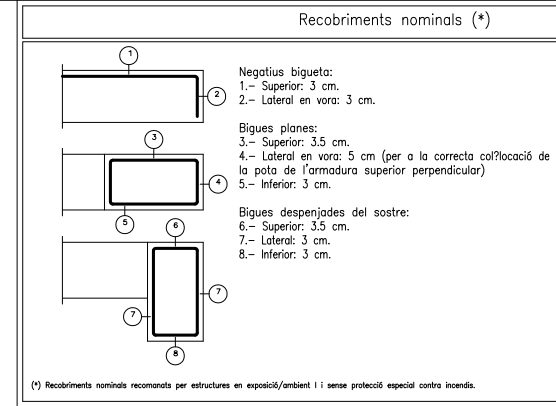 Recobriments nominals (*)
1
2
Negatius bigueta:
1.– Superior: 3 cm.
2.– Lateral en vora: 3 cm.
3
4
5
Bigues planes:
3.– Superior: 3.5 cm.
4.– Lateral en vora: 5 cm (per a la correcta col?locació de
la pota de l'armadura superior perpendicular)
5.– Inferior: 3 cm.
6
7
7
8
Bigues despenjades del sostre:
6.– Superior: 3.5 cm.
7.– Lateral: 3 cm.
8.– Inferior: 3 cm.
(*) Recobriments nominals recomanats per estructures en exposició/ambient I i sense protecció especial contra incendis.